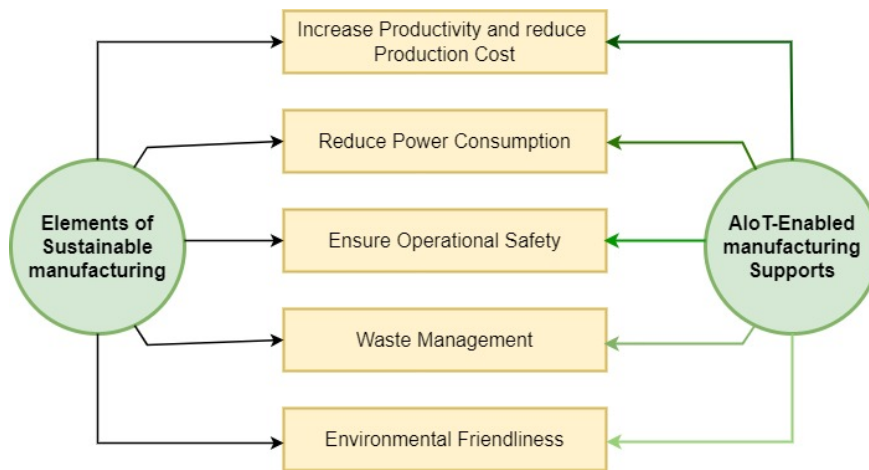 Increase Productivity and reduce
Production Cost
Reduce Power Consumption
Elements of
Sustainable
manufacturing
Ensure Operational Safety
AIoT-Enabled
manufacturing
Supports
Waste Management
Environmental Friendliness